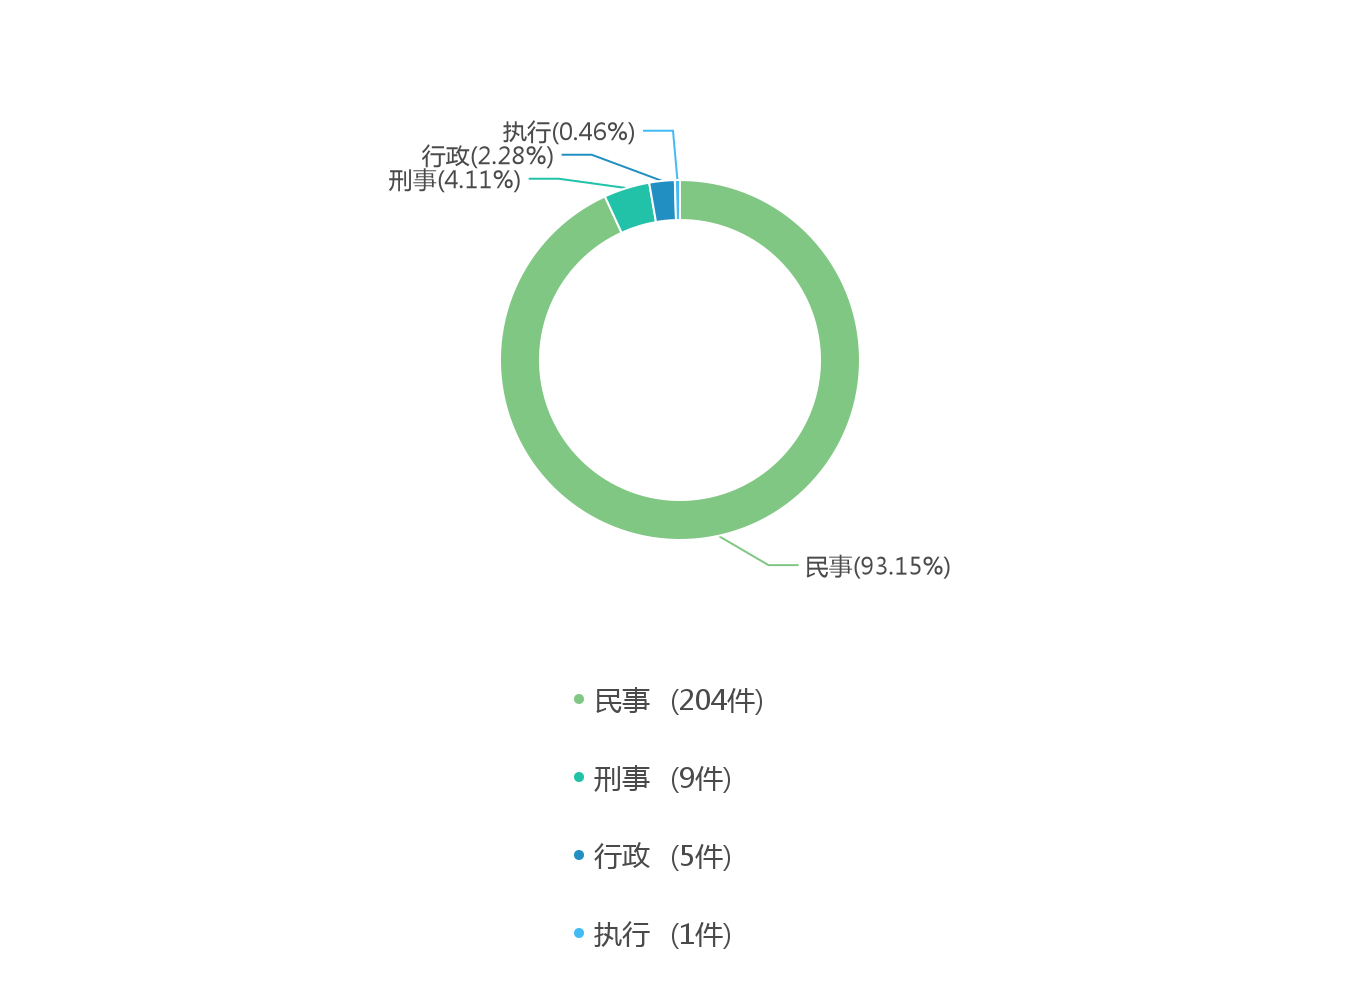 执行(0.46%)
行政(2.28%)
刑事(4.11%)
民事(93.15%)
民事 (204件)
刑事 (9件)
行政 (5件)
执行 (1件)